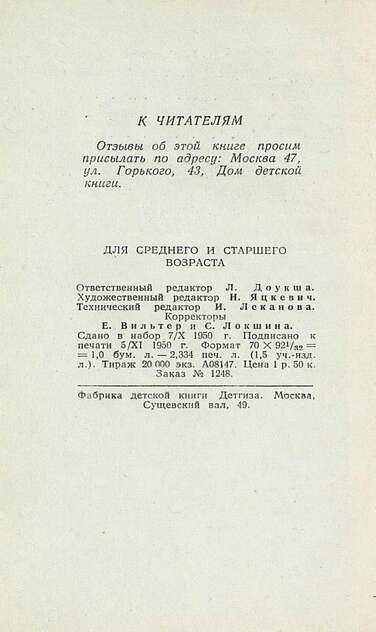 К ЧИТАТЕЛЯМ
Отзывы об этой книге просим
присылать по адресу: Москва 47,
ул. Горького, 43, Дом детской
книги.
ДЛЯ СРЕДНЕГО И СТАРШЕГО
ВОЗРАСТА
Ответственный редактор Л. Доукша.
Художественный редактор Н. Яцкевич.
Технический редактор И. Леканова.
Корректоры
Е. Вильтер и С. Локшина.
Сдано в набор 7/X 1950 г. Подписано к
печати 5/XI 1950 г. Формат 70 × 92 1/32 =
= 1,0 бум. л. — 2,334 печ. л. (1,5 уч.-изд.
л.). Тираж 20 000 экз. А08147. Цена 1 р. 50 к.
Заказ № 1248.
Фабрика детской книги Детгиза. Москва,
Сущевский вал, 49.